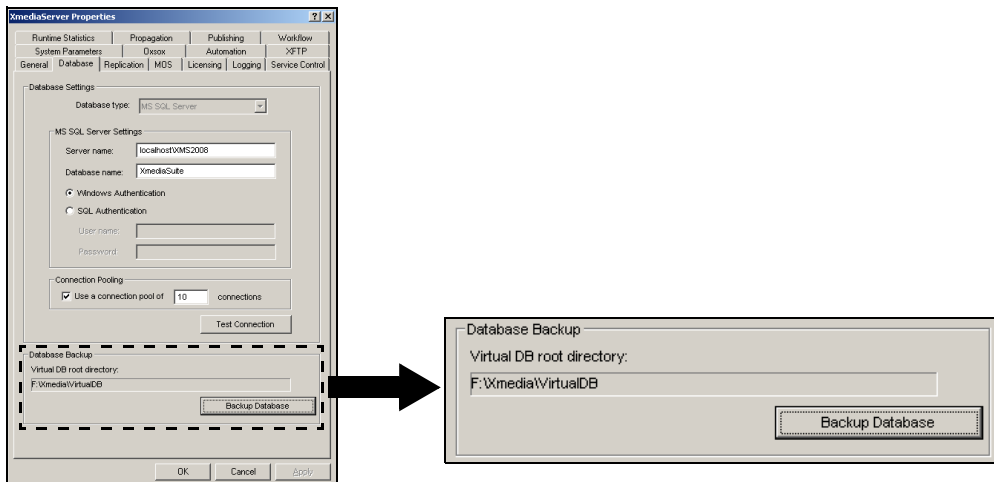 XmediaServer Properties
Runtime Statistics Propagation Publishing Workflow
System Parameters Oxsox Automation XFTP
General Database Replication MOS Licensing Logging Service Control
Database Settings
Database type: MS SQL Server
MS SQL Server Settings
Server name: localhost\XMS2008
Database name: XmediaSuite
Windows Authentication
SQL Authentication
User name:
Password:
Connection Pooling
Use a connection pool of 10 connections
Test Connection
Database Backup
Virtual DB root directory:
F:\Xmedia\VirtualDB
Backup Database
OK Cancel Apply
Database Backup
Virtual DB root directory:
F:\Xmedia\VirtualDB
Backup Database